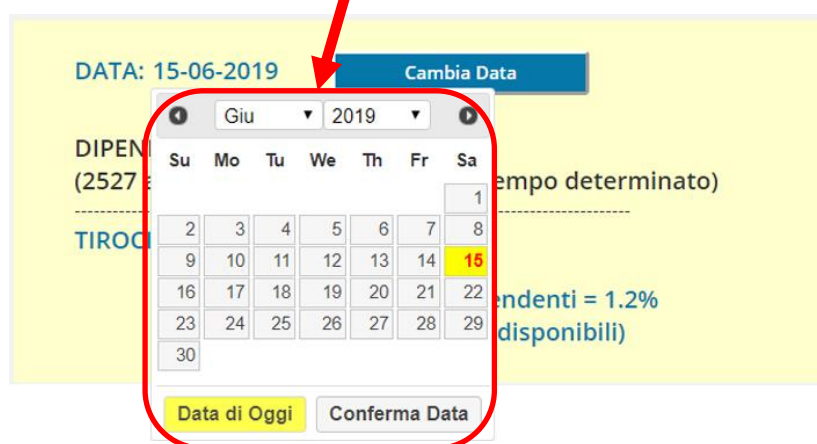 DATA: 15-06-2019 Cambia Data
Giu 2019
DIPEN
Su Mo Tu We Th Fr Sa
(2527 empo determinato)
1
2 3 4 5 6 7 8
TIROCI
9 10 11 12 13 14 15
16 17 18 19 20 21 22
endenti = 1.2%
23 24 25 26 27 28 29
disponibili)
30
Data di Oggi Conferma Data